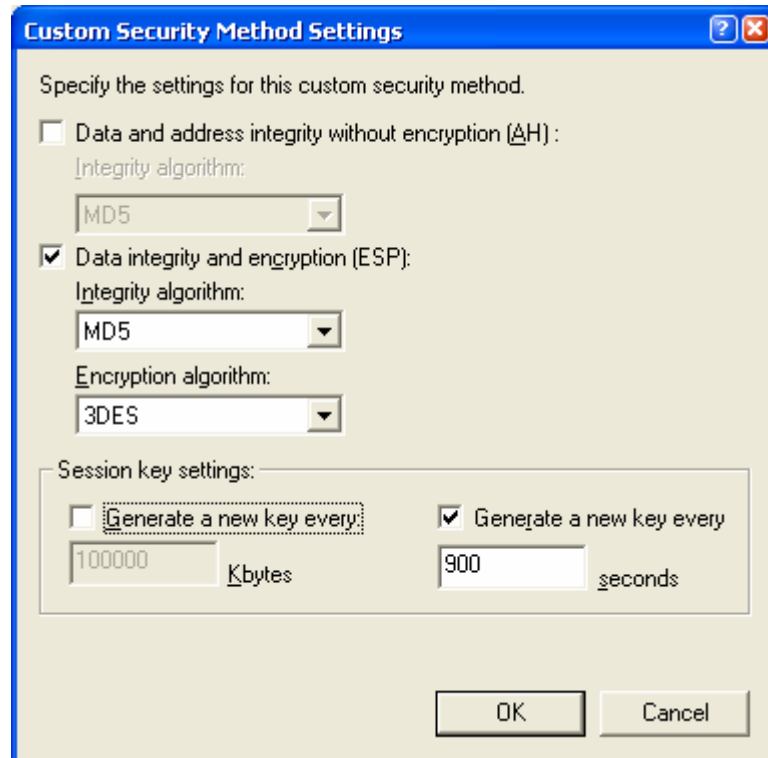 Custom Security Method Settings
Specify the settings for this custom security method.
Data and address integrity without encryption (AH) :
Integrity algorithm:
MD5
Data integrity and encryption (ESP):
Integrity algorithm:
MD5
Encryption algorithm:
3DES
Session key settings:
Generate a new key every: Generate a new key every
100000 Kbytes 900 seconds
OK Cancel